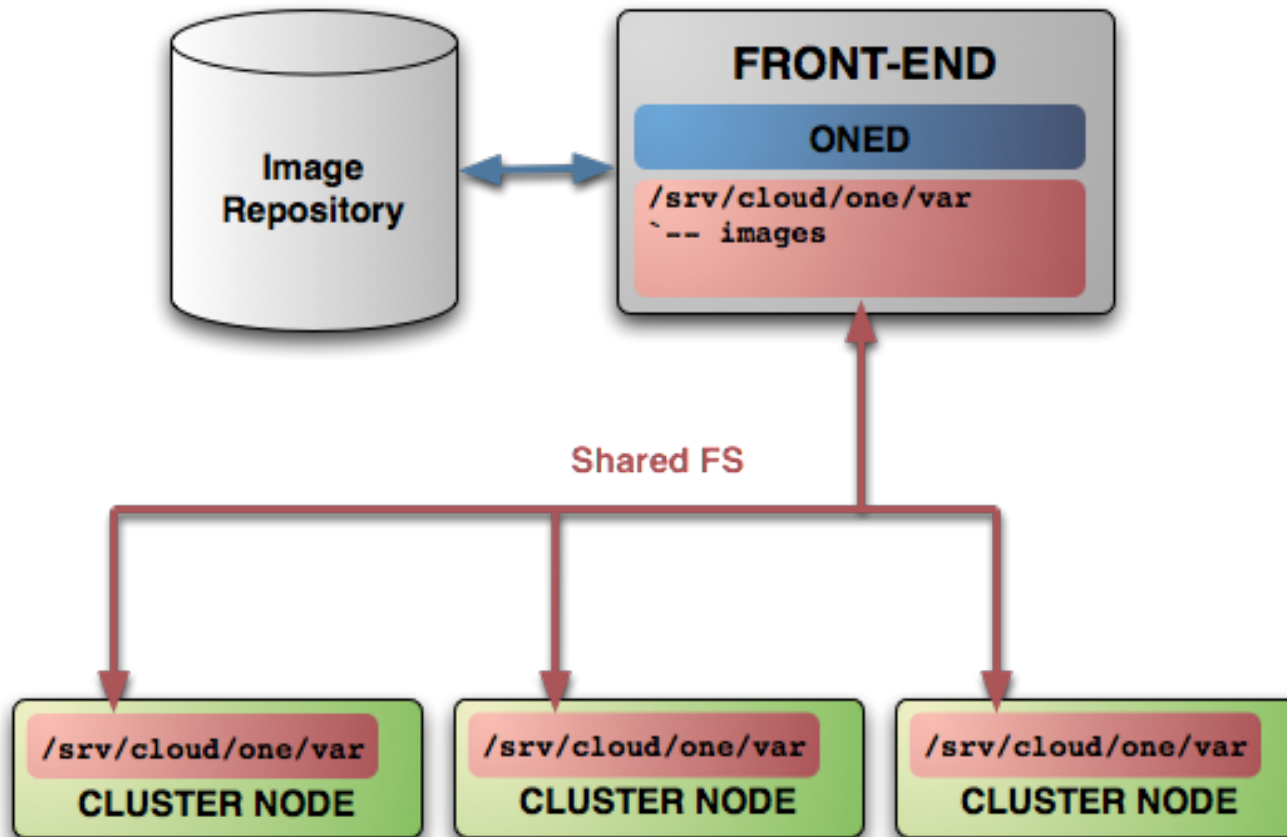 Image
Repository
FRONT-END
ONED
/srv/cloud/one/var
`-- images
Shared FS
/srv/cloud/one/var
CLUSTER NODE
/srv/cloud/one/var
CLUSTER NODE
/srv/cloud/one/var
CLUSTER NODE